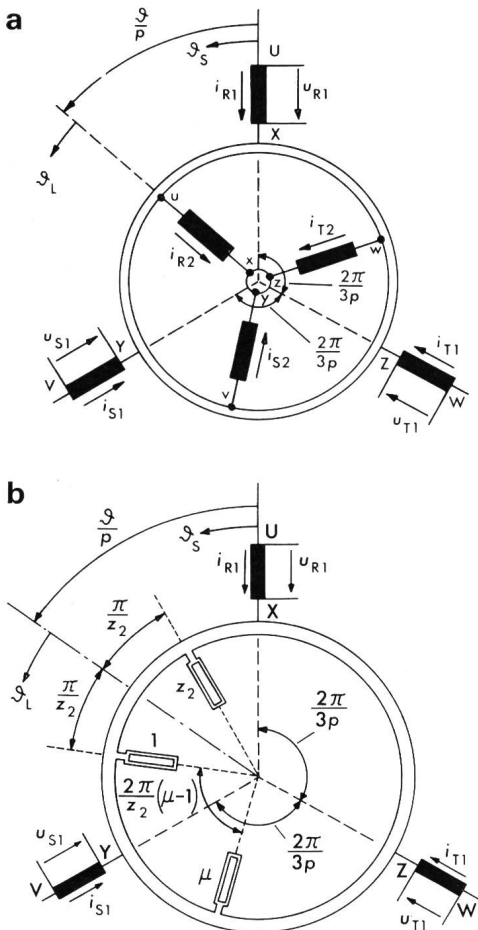 a
ϑ/p
ϑS
U
iR1
uR1
X
ϑL
u
iR2
x
iT2
w
z
2π/3p
y
2π/3p
iS2
v
uS1
Y
V
iS1
Z
iT1
W
uT1
b
ϑ/p
ϑS
U
iR1
uR1
X
π/z2
π/z2
ϑL
z2
1
2π/3p
2π/z2 (μ-1)
2π/3p
μ
uS1
Y
V
iS1
Z
iT1
W
uT1